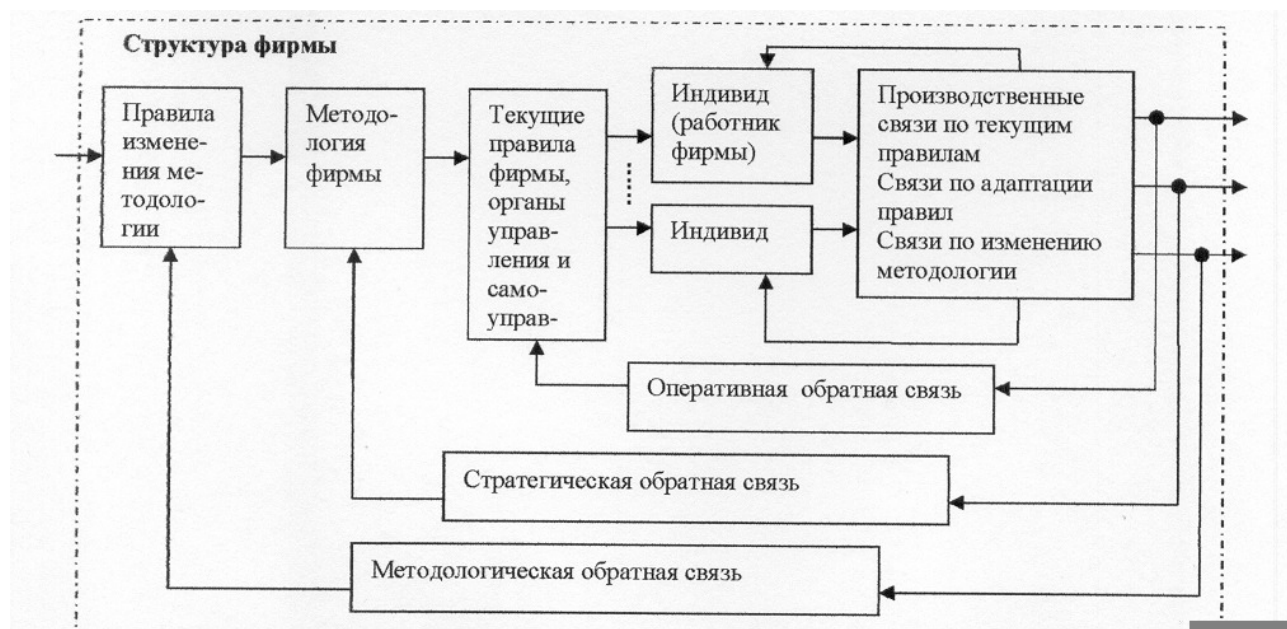 Структура фирмы
Правила
измене-
ния ме-
тодоло-
гии
Методо-
логия
фирмы
Текущие
правила
фирмы,
органы
управ-
ления и
само-
управ-
Индивид
(работник
фирмы)
Индивид
Производственные
связи по текущим
правилам
Связи по адаптации
правил
Связи по изменению
методологии
Оперативная обратная связь
Стратегическая обратная связь
Методологическая обратная связь